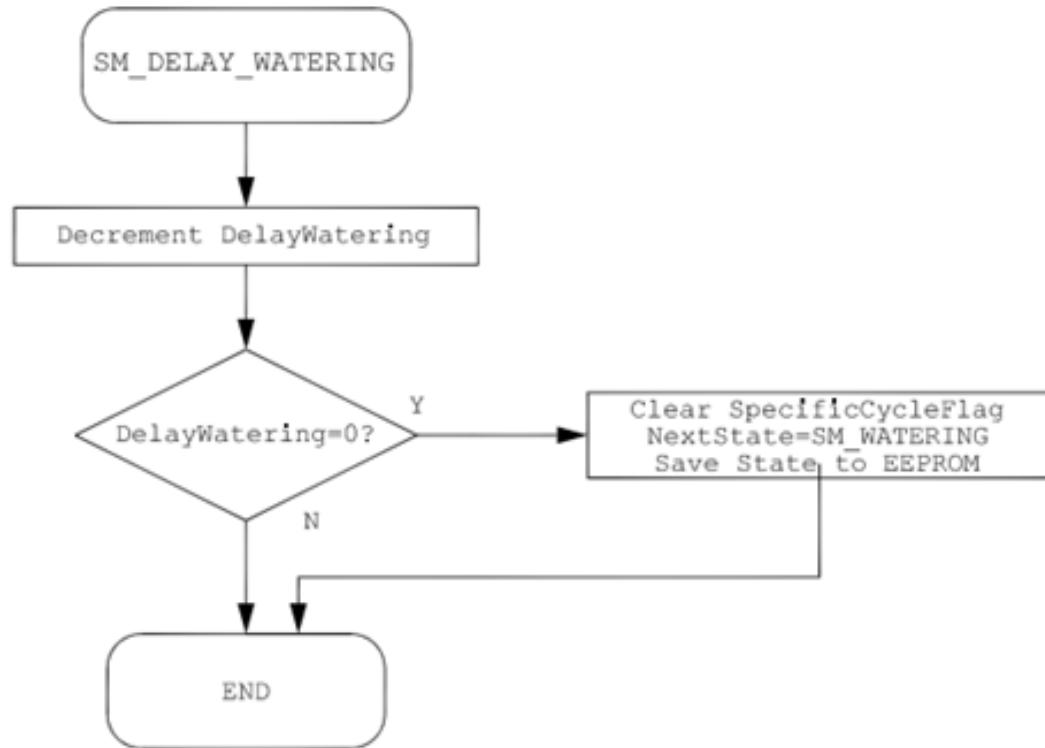 SM_DELAY_WATERING
Decrement DelayWatering
DelayWatering=0?
Y
Clear SpecificCycleFlag
NextState=SM_WATERING
Save State to EEPROM
N
END